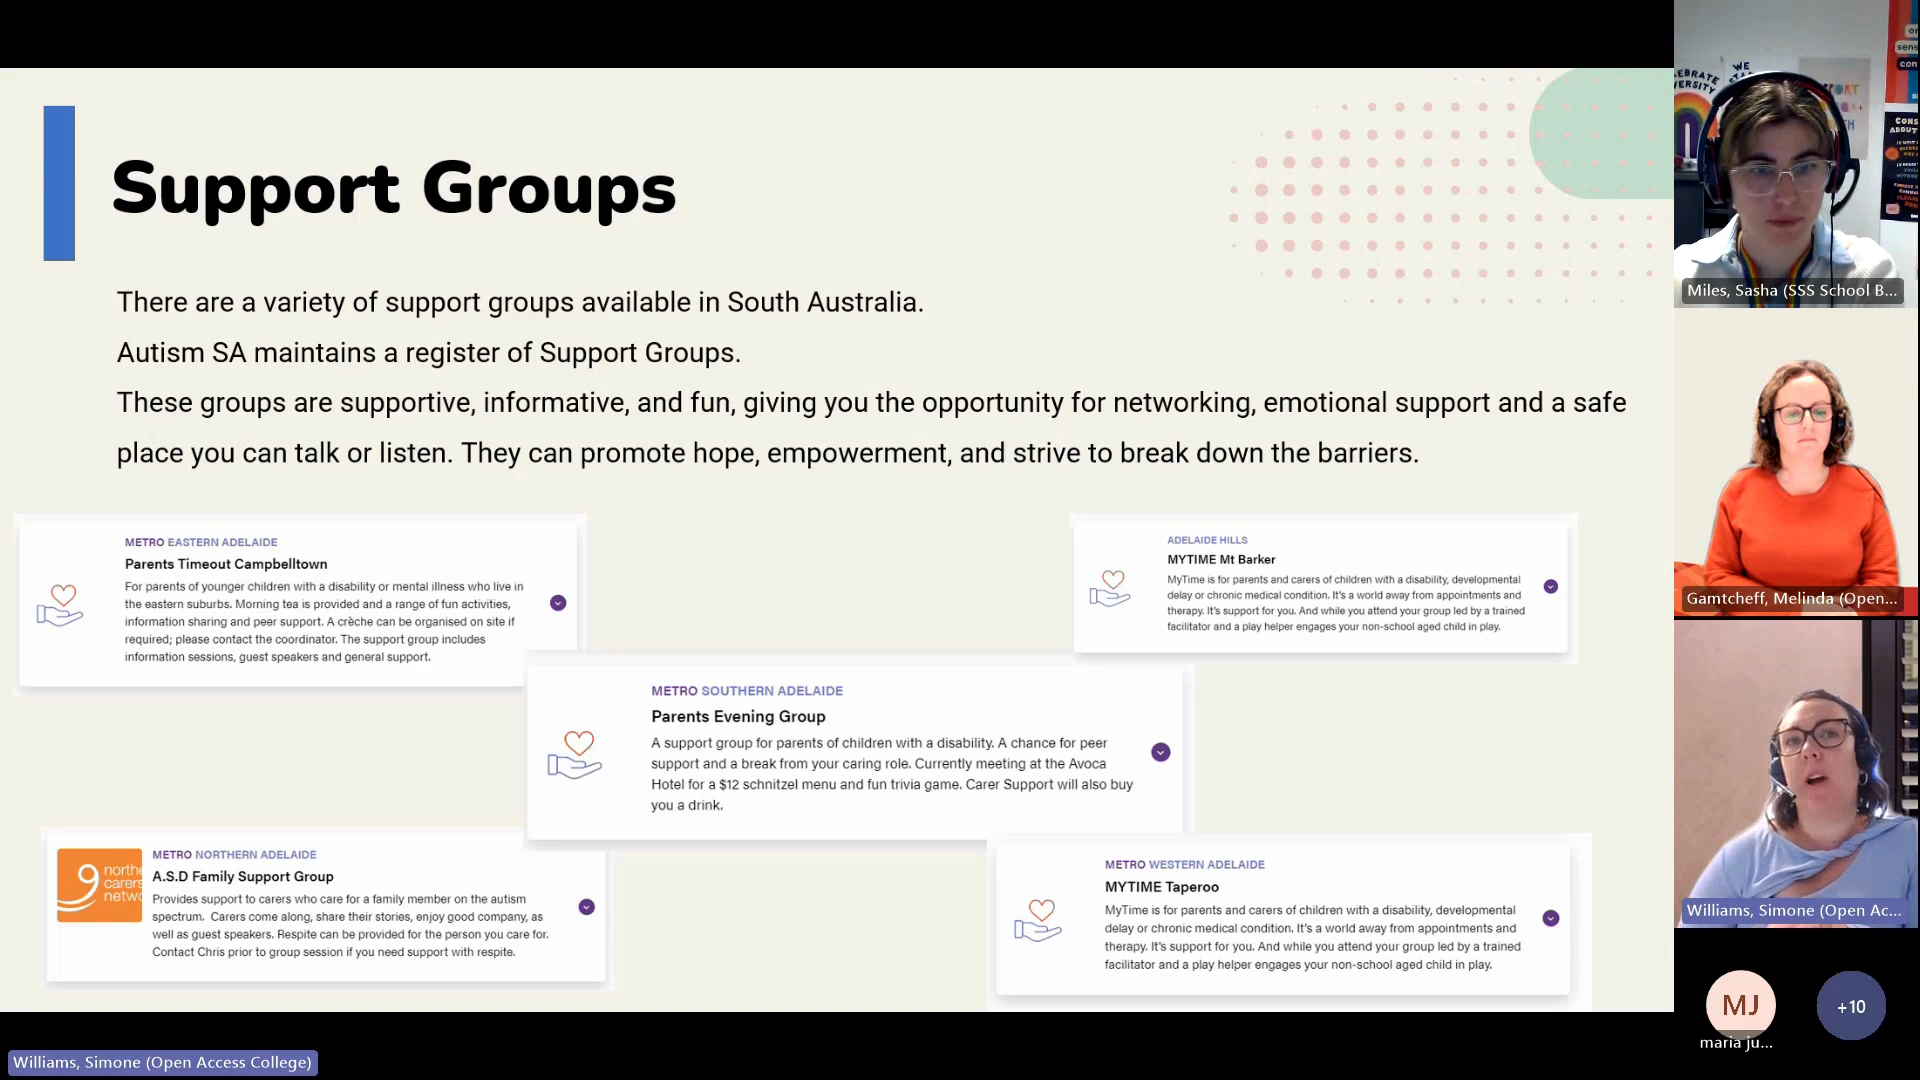 Support Groups
There are a variety of support groups available in South Australia.
Autism SA maintains a register of Support Groups.
These groups are supportive, informative, and fun, giving you the opportunity for networking, emotional support and a safe
place you can talk or listen. They can promote hope, empowerment, and strive to break down the barriers.
METRO EASTERN ADELAIDE
Parents Timeout Campbelltown
For parents of younger children with a disability or mental illness who live in
the eastern suburbs. Morning tea is provided and a range of fun activities,
information sharing and peer support. A crèche can be organised on site if
required; please contact the coordinator. The support group includes
information sessions, guest speakers and general support.
ADELAIDE HILLS
MYTIME Mt Barker
MyTime is for parents and carers of children with a disability, developmental
delay or chronic medical condition. It's a world away from appointments and
therapy. It's support for you. And while you attend your group led by a trained
facilitator and a play helper engages your non-school aged child in play.
METRO SOUTHERN ADELAIDE
Parents Evening Group
A support group for parents of children with a disability. A chance for peer
support and a break from your caring role. Currently meeting at the Avoca
Hotel for a $12 schnitzel menu and fun trivia game. Carer Support will also buy
you a drink.
northe
carers
netwo
METRO NORTHERN ADELAIDE
A.S.D Family Support Group
Provides support to carers who care for a family member on the autism
spectrum. Carers come along, share their stories, enjoy good company, as
well as guest speakers. Respite can be provided for the person you care for.
Contact Chris prior to group session if you need support with respite.
METRO WESTERN ADELAIDE
MYTIME Taperoo
MyTime is for parents and carers of children with a disability, developmental
delay or chronic medical condition. It's a world away from appointments and
therapy. It's support for you. And while you attend your group led by a trained
facilitator and a play helper engages your non-school aged child in play.
Williams, Simone (Open Access College)
WE
Miles, Sasha (SSS School B...
Gamtcheff, Melinda (Open...
Williams, Simone (Open Ac...
MJ
maria ju...
+10